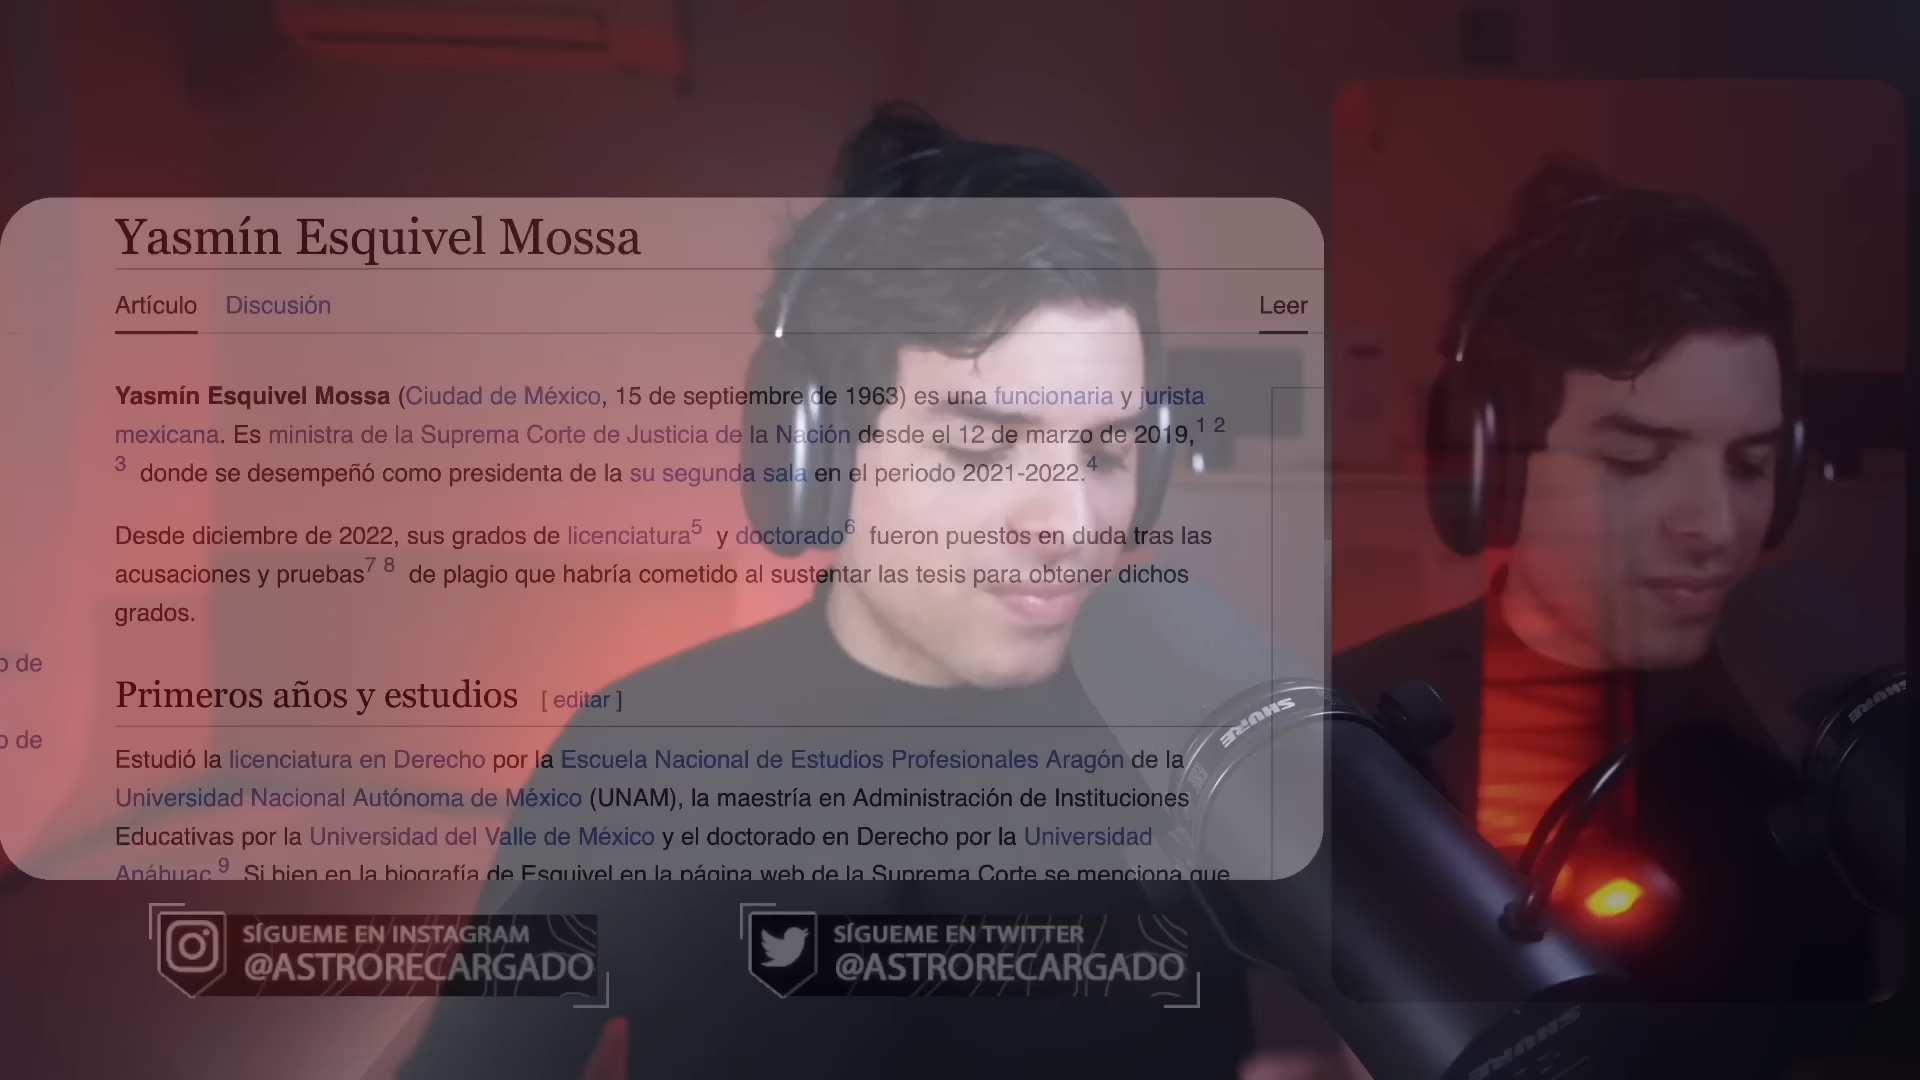 Yasmín Esquivel Mossa
Artículo Discusión Leer
Yasmín Esquivel Mossa (Ciudad de México, 15 de septiembre de 1963) es una funcionaria y jurista
mexicana. Es ministra de la Suprema Corte de Justicia de la Nación desde el 12 de marzo de 2019,1 2
3 donde se desempeñó como presidenta de la su segunda sala en el periodo 2021-2022.4
Desde diciembre de 2022, sus grados de licenciatura5 y doctorado6 fueron puestos en duda tras las
acusaciones y pruebas7 8 de plagio que habría cometido al sustentar las tesis para obtener dichos
grados.
o de
Primeros años y estudios [ editar ]
o de
Estudió la licenciatura en Derecho por la Escuela Nacional de Estudios Profesionales Aragón de la
Universidad Nacional Autónoma de México (UNAM), la maestría en Administración de Instituciones
Educativas por la Universidad del Valle de México y el doctorado en Derecho por la Universidad
Anáhuac.9 Si bien en la biografía de Esquivel en la página web de la Suprema Corte se menciona que
SHURE
SHURE
SHURE
SÍGUEME EN INSTAGRAM
@ASTRORECARGADO
SÍGUEME EN TWITTER
@ASTRORECARGADO